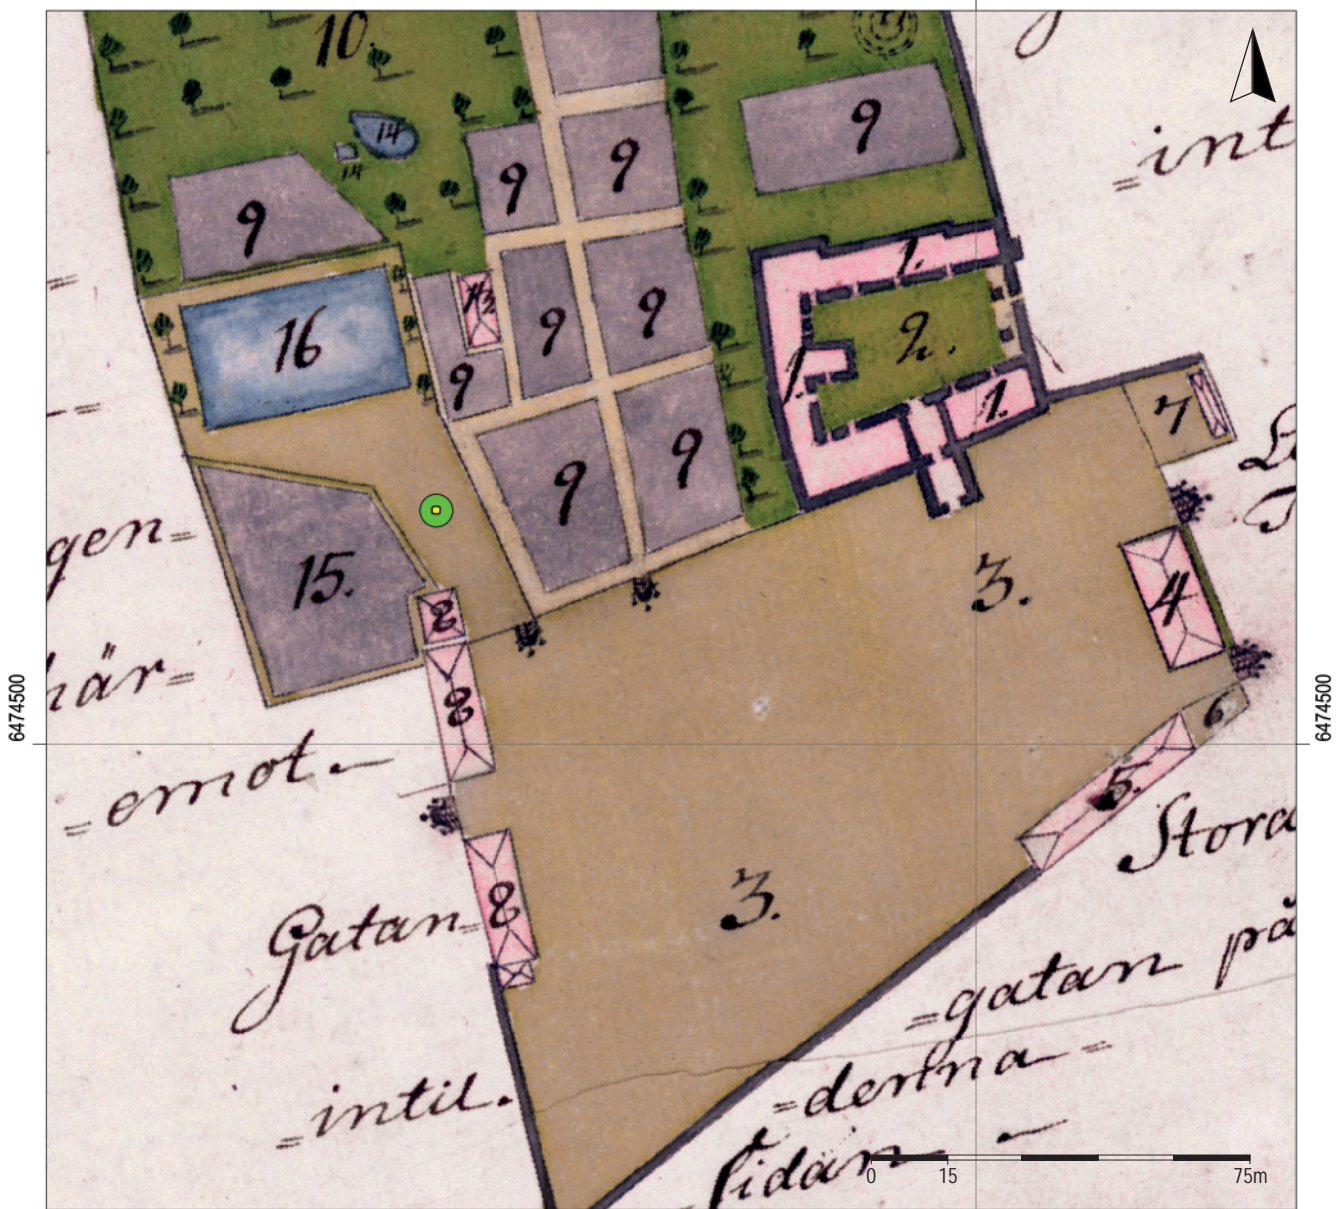 10.
14
14
9
9
9
9
int
=
1.
9
9
9
16
9
2.
1.
1.
7
9
9
15.
gen=
3.
4
8
8
6
här=
6474500
6474500
=emot.
5.
Stora
8
3.
Gatan=
på
=gatan
denna=
=intil.
=
Sidan
0
15
75m